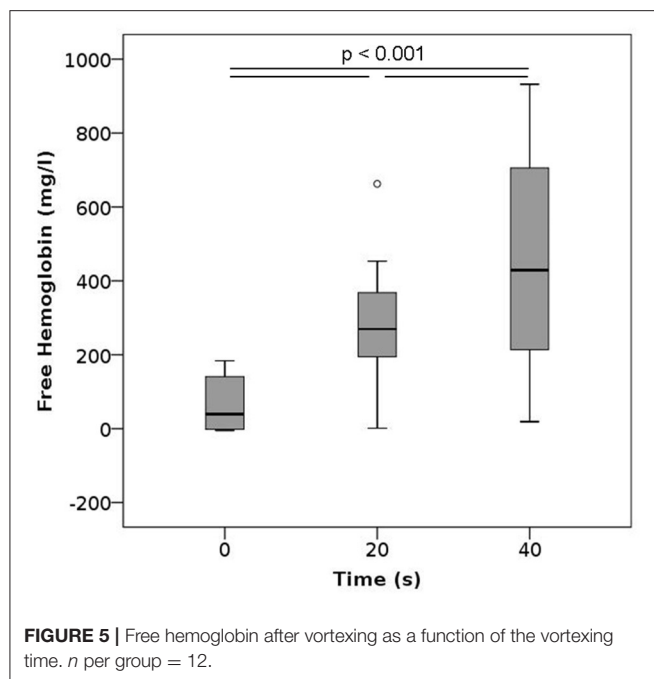 p < 0.001
1000
800
600
400
200
0
-200
Free Hemoglobin (mg/l)
0 20 40
Time (s)
FIGURE 5 | Free hemoglobin after vortexing as a function of the vortexing
time. n per group = 12.